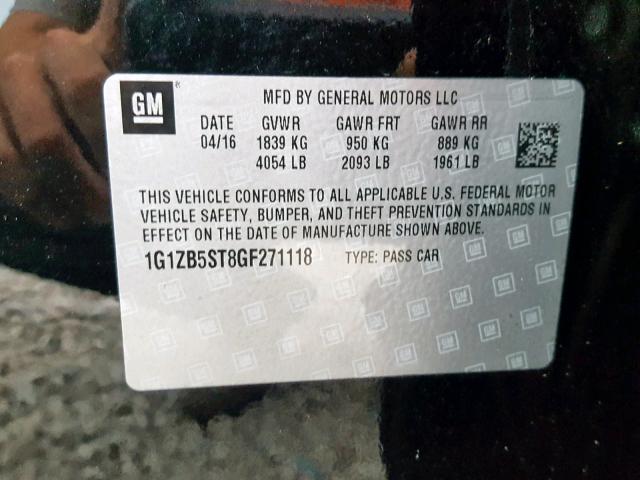 GM
MFD BY GENERAL MOTORS LLC
DATE GVWR GAWR FRT GAWR RR
04/16 1839 KG 950 KG 889 KG
4054 LB 2093 LB 1961 LB
THIS VEHICLE CONFORMS TO ALL APPLICABLE U.S. FEDERAL MOTOR
VEHICLE SAFETY, BUMPER, AND THEFT PREVENTION STANDARDS IN
EFFECT ON THE DATE OF MANUFACTURE SHOWN ABOVE.
1G1ZB5ST8GF271118 TYPE: PASS CAR